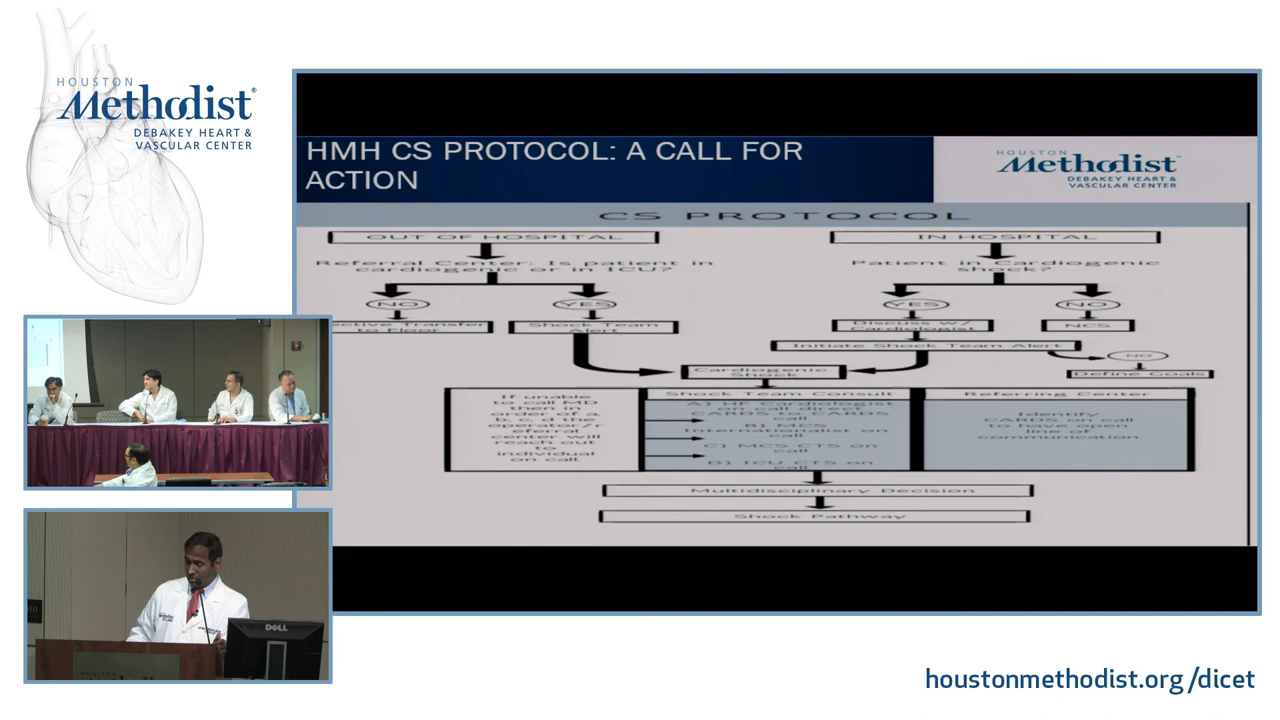 HOUSTON
Methodist®
DEBAKEY HEART &
VASCULAR CENTER
HMH CS PROTOCOL: A CALL FOR
ACTION
HOUSTON
Methodist
DEBAKEY HEART &
VASCULAR CENTER
CS PROTOCOL
OUT OF HOSPITAL
Referral Center: Is patient in
cardiogenic or in ICU?
NO
YES
ective Transfer
to Floor
Shock Team
Alert
IN HOSPITAL
Patient in Cardiogenic
shock?
YES
NO
Discuss w/
Cardiologist
NCS
Initiate Shock Team Alert
NO
Define Goals
Cardiogenic
Shock
If unable
to call MD
then in
order of a.
operator/r
eferral
center will
reach out
to
individual
on call
Shock Team Consult
A) HF Cardiologist
on call direct
CARDS to CARDS
B) MCS
Internationalist on
call
C) MCS CTS on
call
D) ICU CTS on
call
Referring Center
Identify
CARDS on call
to have open
line of
communication
Multidisciplinary Decision
Shock Pathway
DELL
HOUSTON
houstonmethodist.org/dicet